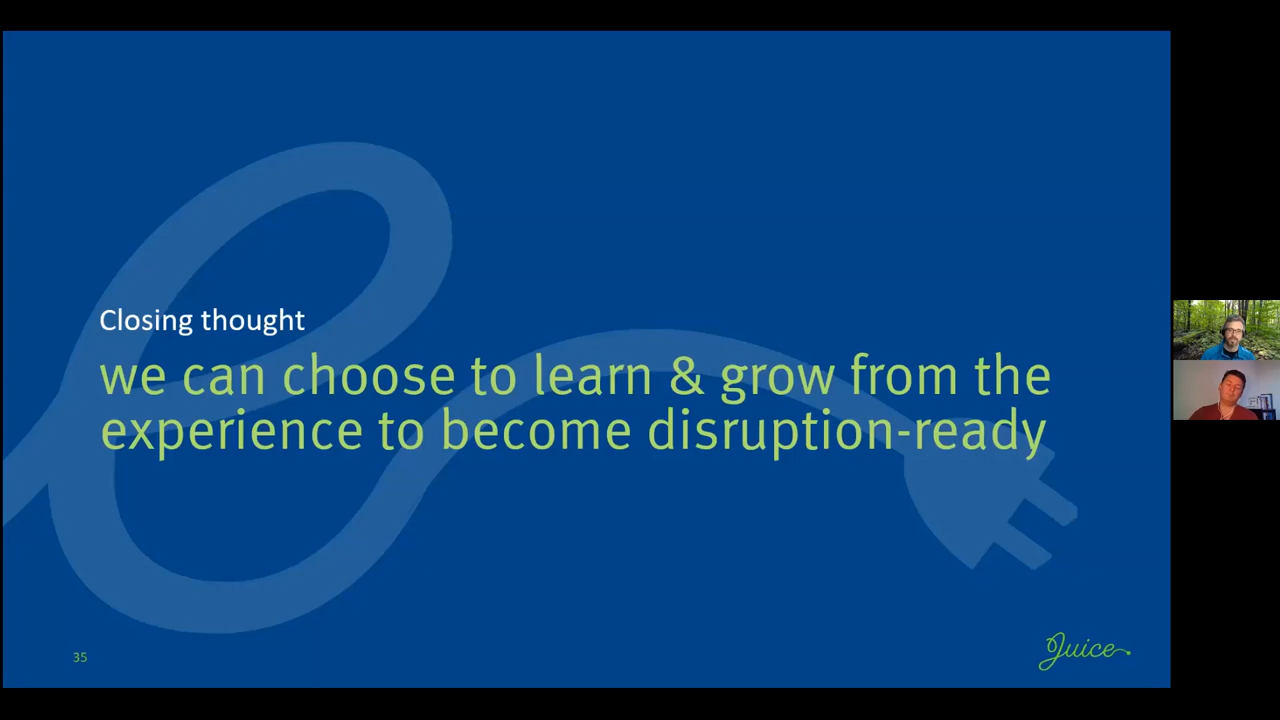 Closing thought
we can choose to learn & grow from the
experience to become disruption-ready
35
Juice